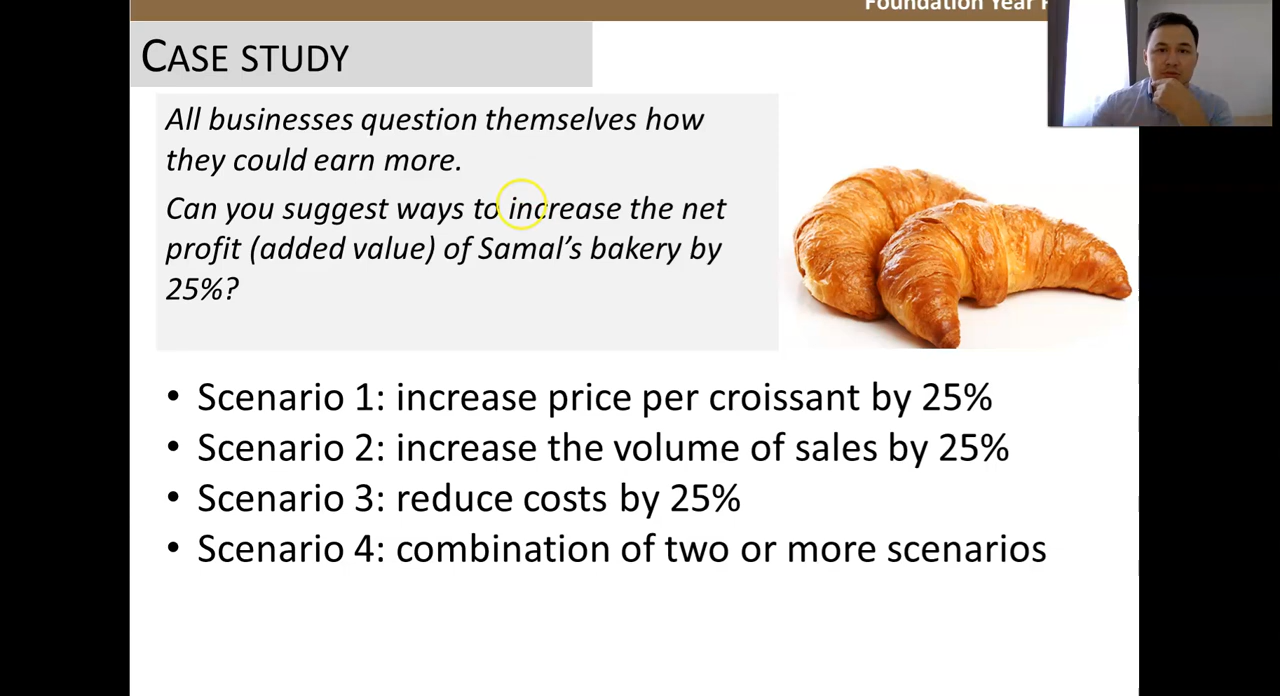 Foundation Year
CASE STUDY
All businesses question themselves how
they could earn more.
Can you suggest ways to increase the net
profit (added value) of Samal’s bakery by
25%?
• Scenario 1: increase price per croissant by 25%
• Scenario 2: increase the volume of sales by 25%
• Scenario 3: reduce costs by 25%
• Scenario 4: combination of two or more scenarios